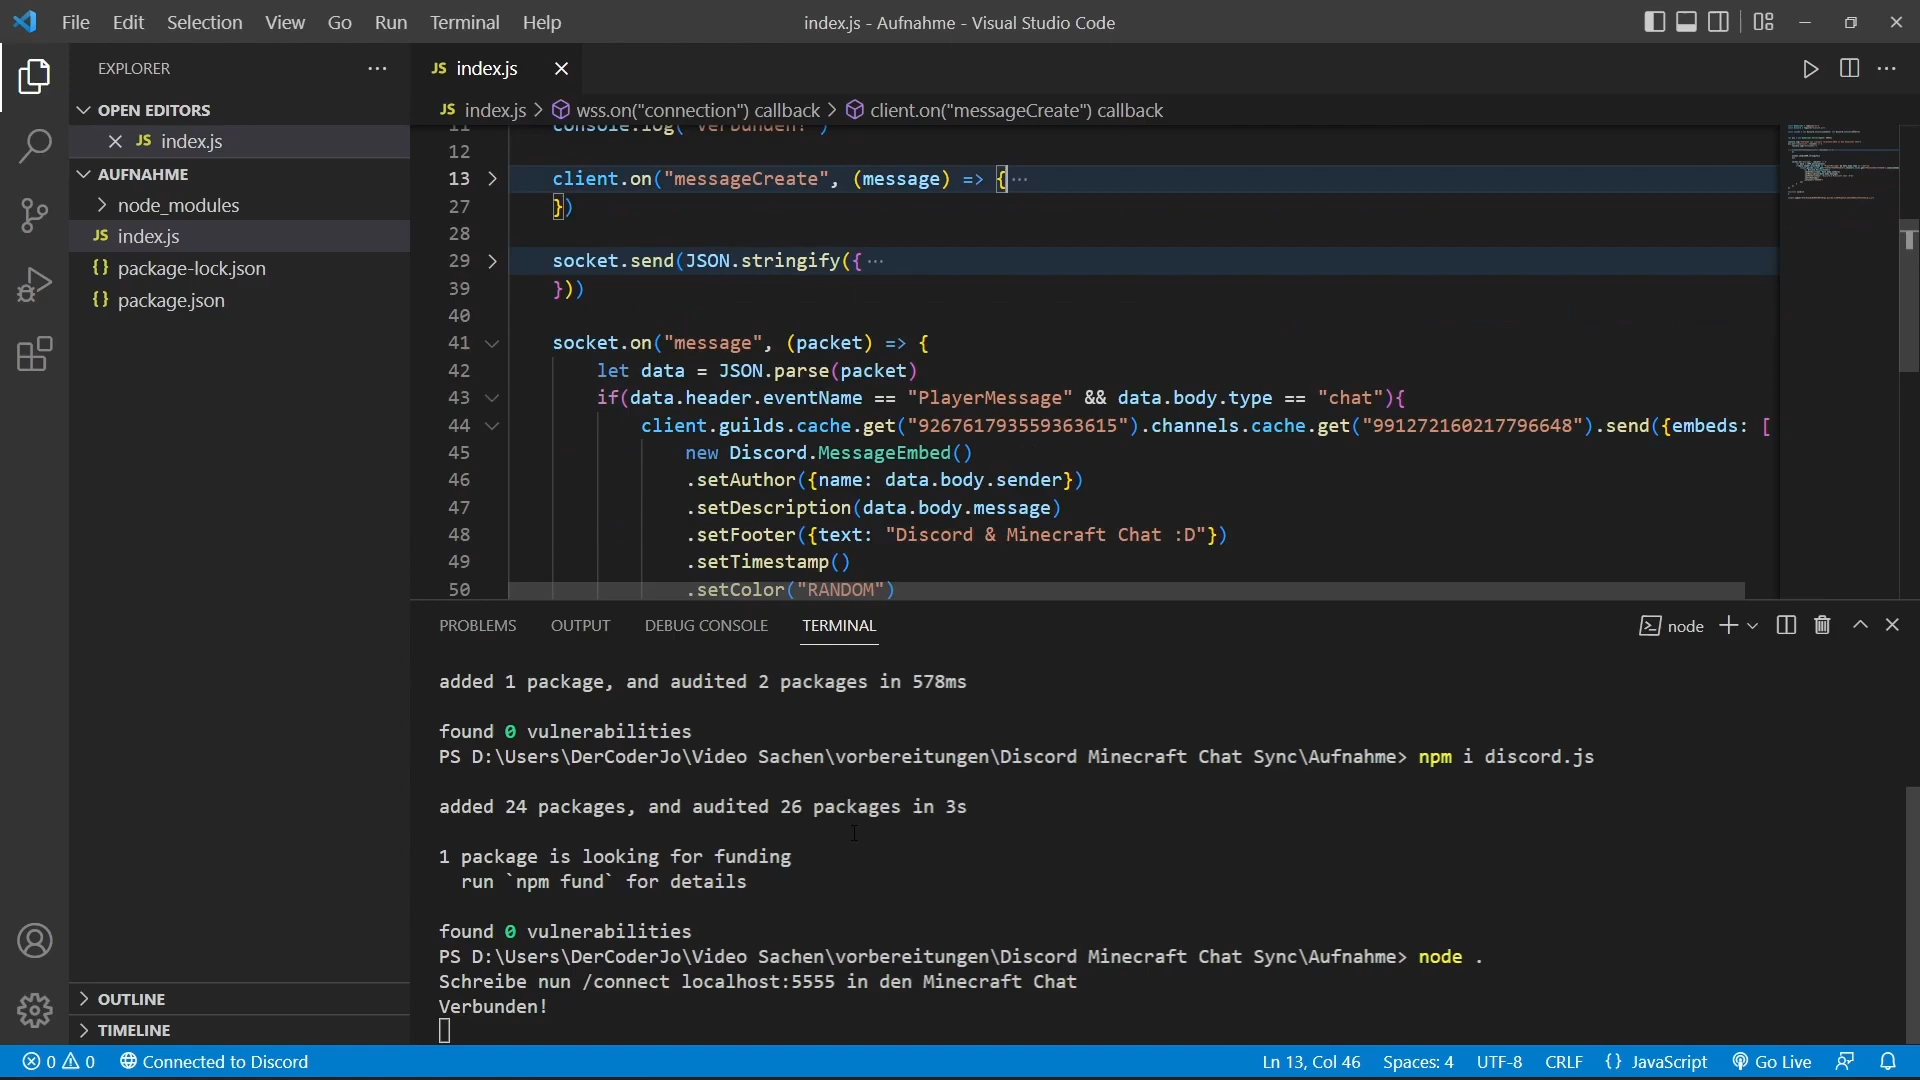 File Edit Selection View Go Run Terminal Help
index.js - Aufnahme - Visual Studio Code
EXPLORER
OPEN EDITORS
JS index.js
AUFNAHME
node_modules
JS index.js
{} package-lock.json
{} package.json
OUTLINE
TIMELINE
JS index.js
JS index.js > wss.on("connection") callback > client.on("messageCreate") callback
11 console.log("Verbunden!")
12
13 client.on("messageCreate", (message) => {···
27 })
28
29 socket.send(JSON.stringify({···
39 }))
40
41 socket.on("message", (packet) => {
42 let data = JSON.parse(packet)
43 if(data.header.eventName == "PlayerMessage" && data.body.type == "chat"){
44 client.guilds.cache.get("926761793559363615").channels.cache.get("991272160217796648").send({embeds: [
45 new Discord.MessageEmbed()
46 .setAuthor({name: data.body.sender})
47 .setDescription(data.body.message)
48 .setFooter({text: "Discord & Minecraft Chat :D"})
49 .setTimestamp()
50 .setColor("RANDOM")
PROBLEMS OUTPUT DEBUG CONSOLE TERMINAL
node
added 1 package, and audited 2 packages in 578ms
found 0 vulnerabilities
PS D:\Users\DerCoderJo\Video Sachen\vorbereitungen\Discord Minecraft Chat Sync\Aufnahme> npm i discord.js
added 24 packages, and audited 26 packages in 3s
1 package is looking for funding
run `npm fund` for details
found 0 vulnerabilities
PS D:\Users\DerCoderJo\Video Sachen\vorbereitungen\Discord Minecraft Chat Sync\Aufnahme> node .
Schreibe nun /connect localhost:5555 in den Minecraft Chat
Verbunden!
0 0 Connected to Discord
Ln 13, Col 46 Spaces: 4 UTF-8 CRLF {} JavaScript Go Live